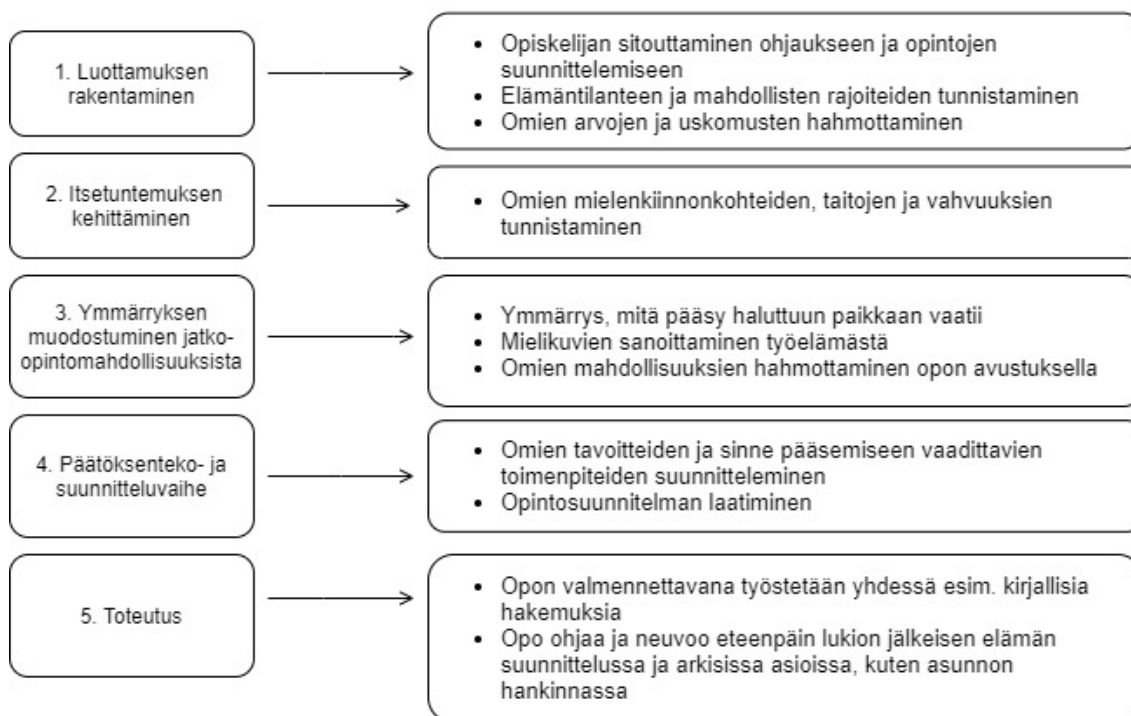 1. Luottamuksen
rakentaminen
• Opiskelijan sitouttaminen ohjaukseen ja opintojen
suunnittelemiseen
• Elämäntilanteen ja mahdollisten rajoiteiden tunnistaminen
• Omien arvojen ja uskomusten hahmottaminen
2. Itsetuntemuksen
kehittäminen
• Omien mielenkiinnonkohteiden, taitojen ja vahvuuksien
tunnistaminen
3. Ymmärryksen
muodostuminen jatko-
opintomahdollisuuksista
• Ymmärrys, mitä pääsy haluttuun paikkaan vaatii
• Mielikuvien sanoittaminen työelämästä
• Omien mahdollisuuksien hahmottaminen opon avustuksella
4. Päätöksenteko- ja
suunnitteluvaihe
• Omien tavoitteiden ja sinne pääsemiseen vaadittavien
toimenpiteiden suunnitteleminen
• Opintosuunnitelman laatiminen
5. Toteutus
• Opon valmennettavana työstetään yhdessä esim. kirjallisia
hakemuksia
• Opo ohjaa ja neuvoo eteenpäin lukion jälkeisen elämän
suunnittelussa ja arkisissa asioissa, kuten asunnon
hankinnassa